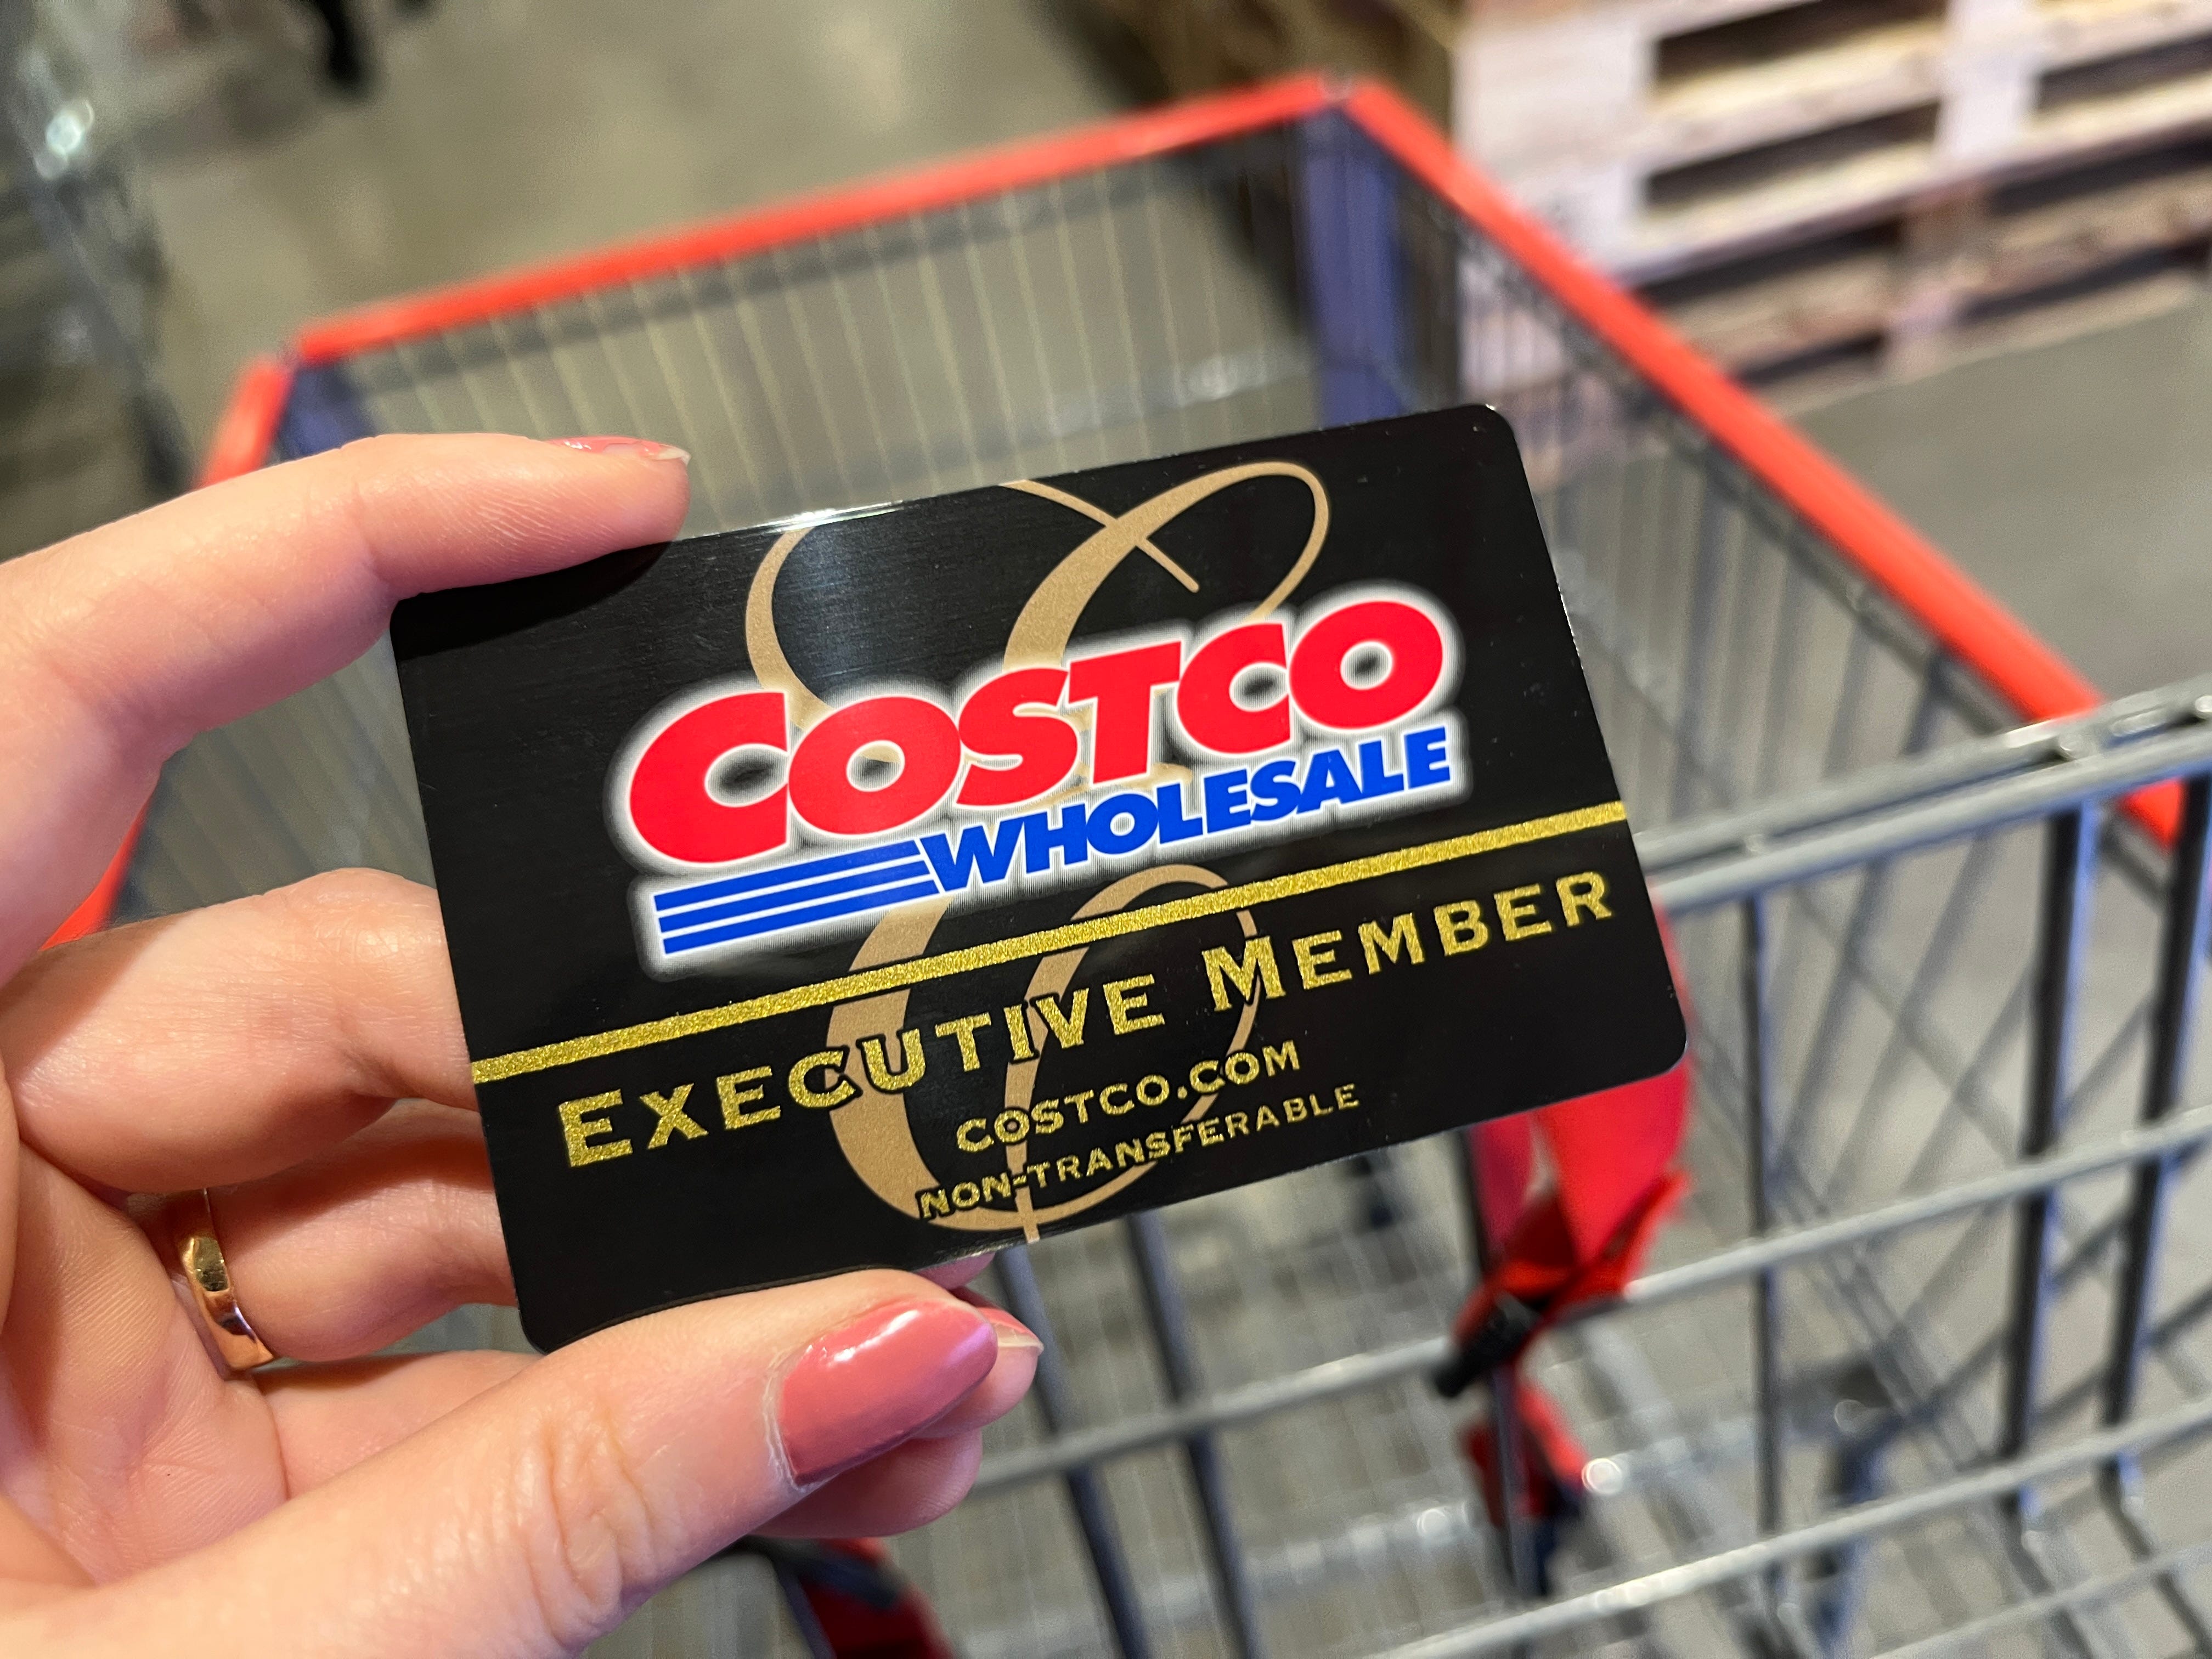 COSTCO
WHOLESALE
EXECUTIVE MEMBER
COSTCO.COM
NON-TRANSFERABLE